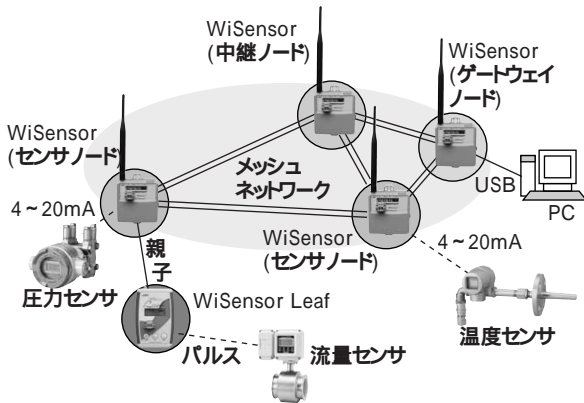 WiSensor
(中継ノード)
WiSensor
(ゲートウェイ
ノード)
WiSensor
(センサノード)
メッシュ
ネットワーク
USB
PC
4~20mA
WiSensor
(センサノード)
4~20mA
親
子
圧力センサ
WiSensor Leaf
パルス
流量センサ
温度センサ